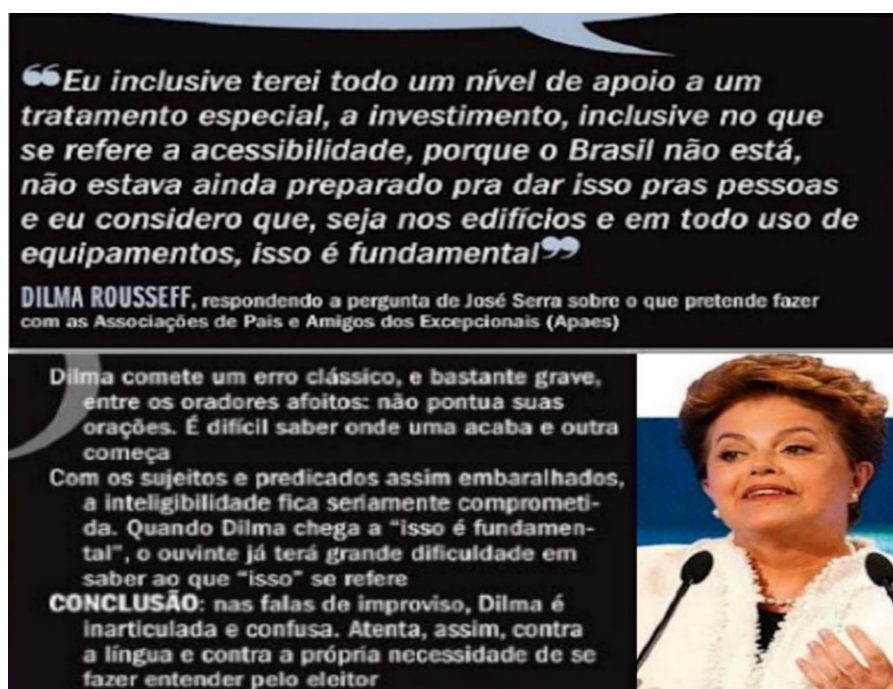 “Eu inclusive terei todo um nível de apoio a um
tratamento especial, a investimento, inclusive no que
se refere a acessibilidade, porque o Brasil não está,
não estava ainda preparado pra dar isso pras pessoas
e eu considero que, seja nos edifícios e em todo uso de
equipamentos, isso é fundamental”
DILMA ROUSSEFF, respondendo a pergunta de José Serra sobre o que pretende fazer
com as Associações de Pais e Amigos dos Excepcionais (Apaes)
Dilma comete um erro clássico, e bastante grave,
entre os oradores afoitos: não pontua suas
orações. É difícil saber onde uma acaba e outra
começa
Com os sujeitos e predicados assim embaralhados,
a inteligibilidade fica seriamente comprometi-
da. Quando Dilma chega a “isso é fundamen-
tal”, o ouvinte já terá grande dificuldade em
saber ao que “isso” se refere
CONCLUSÃO: nas falas de improviso, Dilma é
inarticulada e confusa. Atenta, assim, contra
a língua e contra a própria necessidade de se
fazer entender pelo eleitor